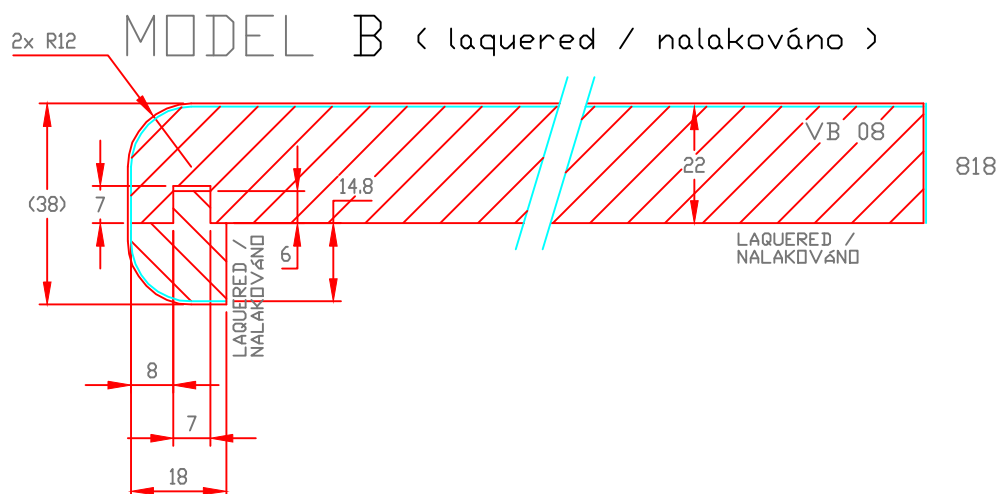 MODEL B ( laquered / nalakováno )
2x R12
VB 08
818
22
(38)
7
14.8
6
LAQUERED /
NALAKOVÁNO
LAQUERED /
NALAKOVÁNO
8
7
18